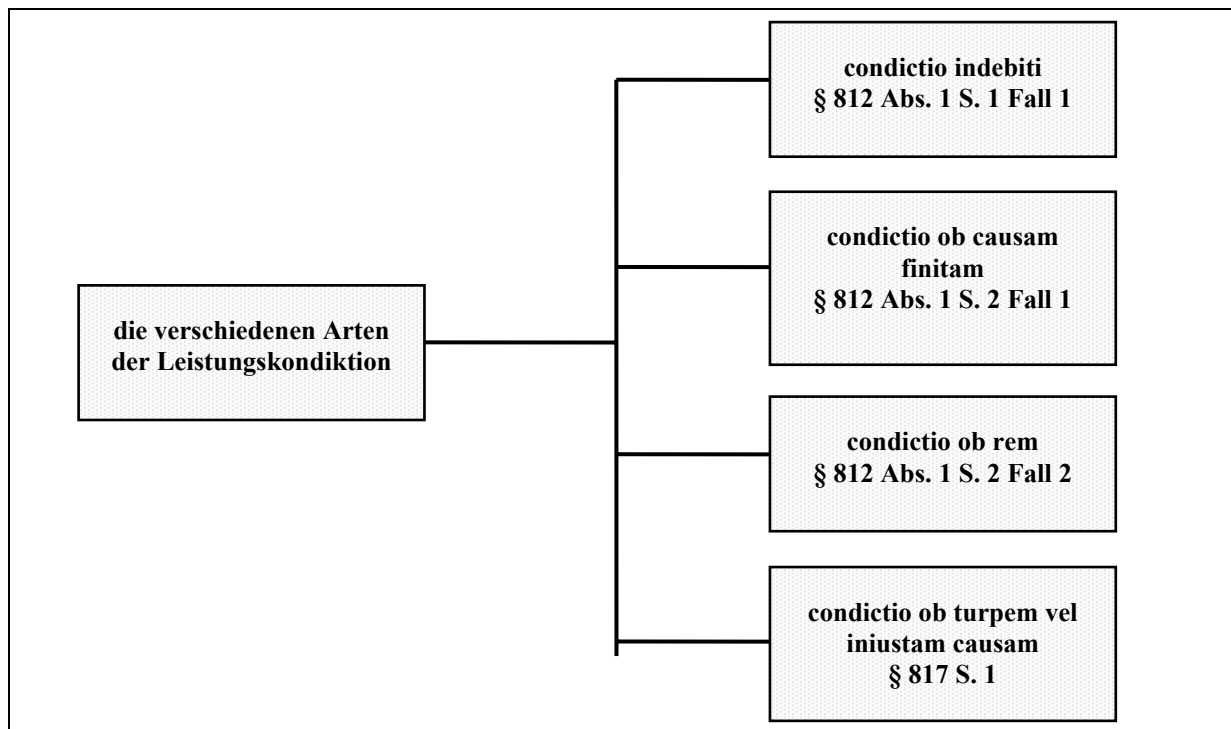 die verschiedenen Arten
der Leistungskondiktion
condictio indebiti
§ 812 Abs. 1 S. 1 Fall 1
condictio ob causam
finitam
§ 812 Abs. 1 S. 2 Fall 1
condictio ob rem
§ 812 Abs. 1 S. 2 Fall 2
condictio ob turpem vel
iniustam causam
§ 817 S. 1